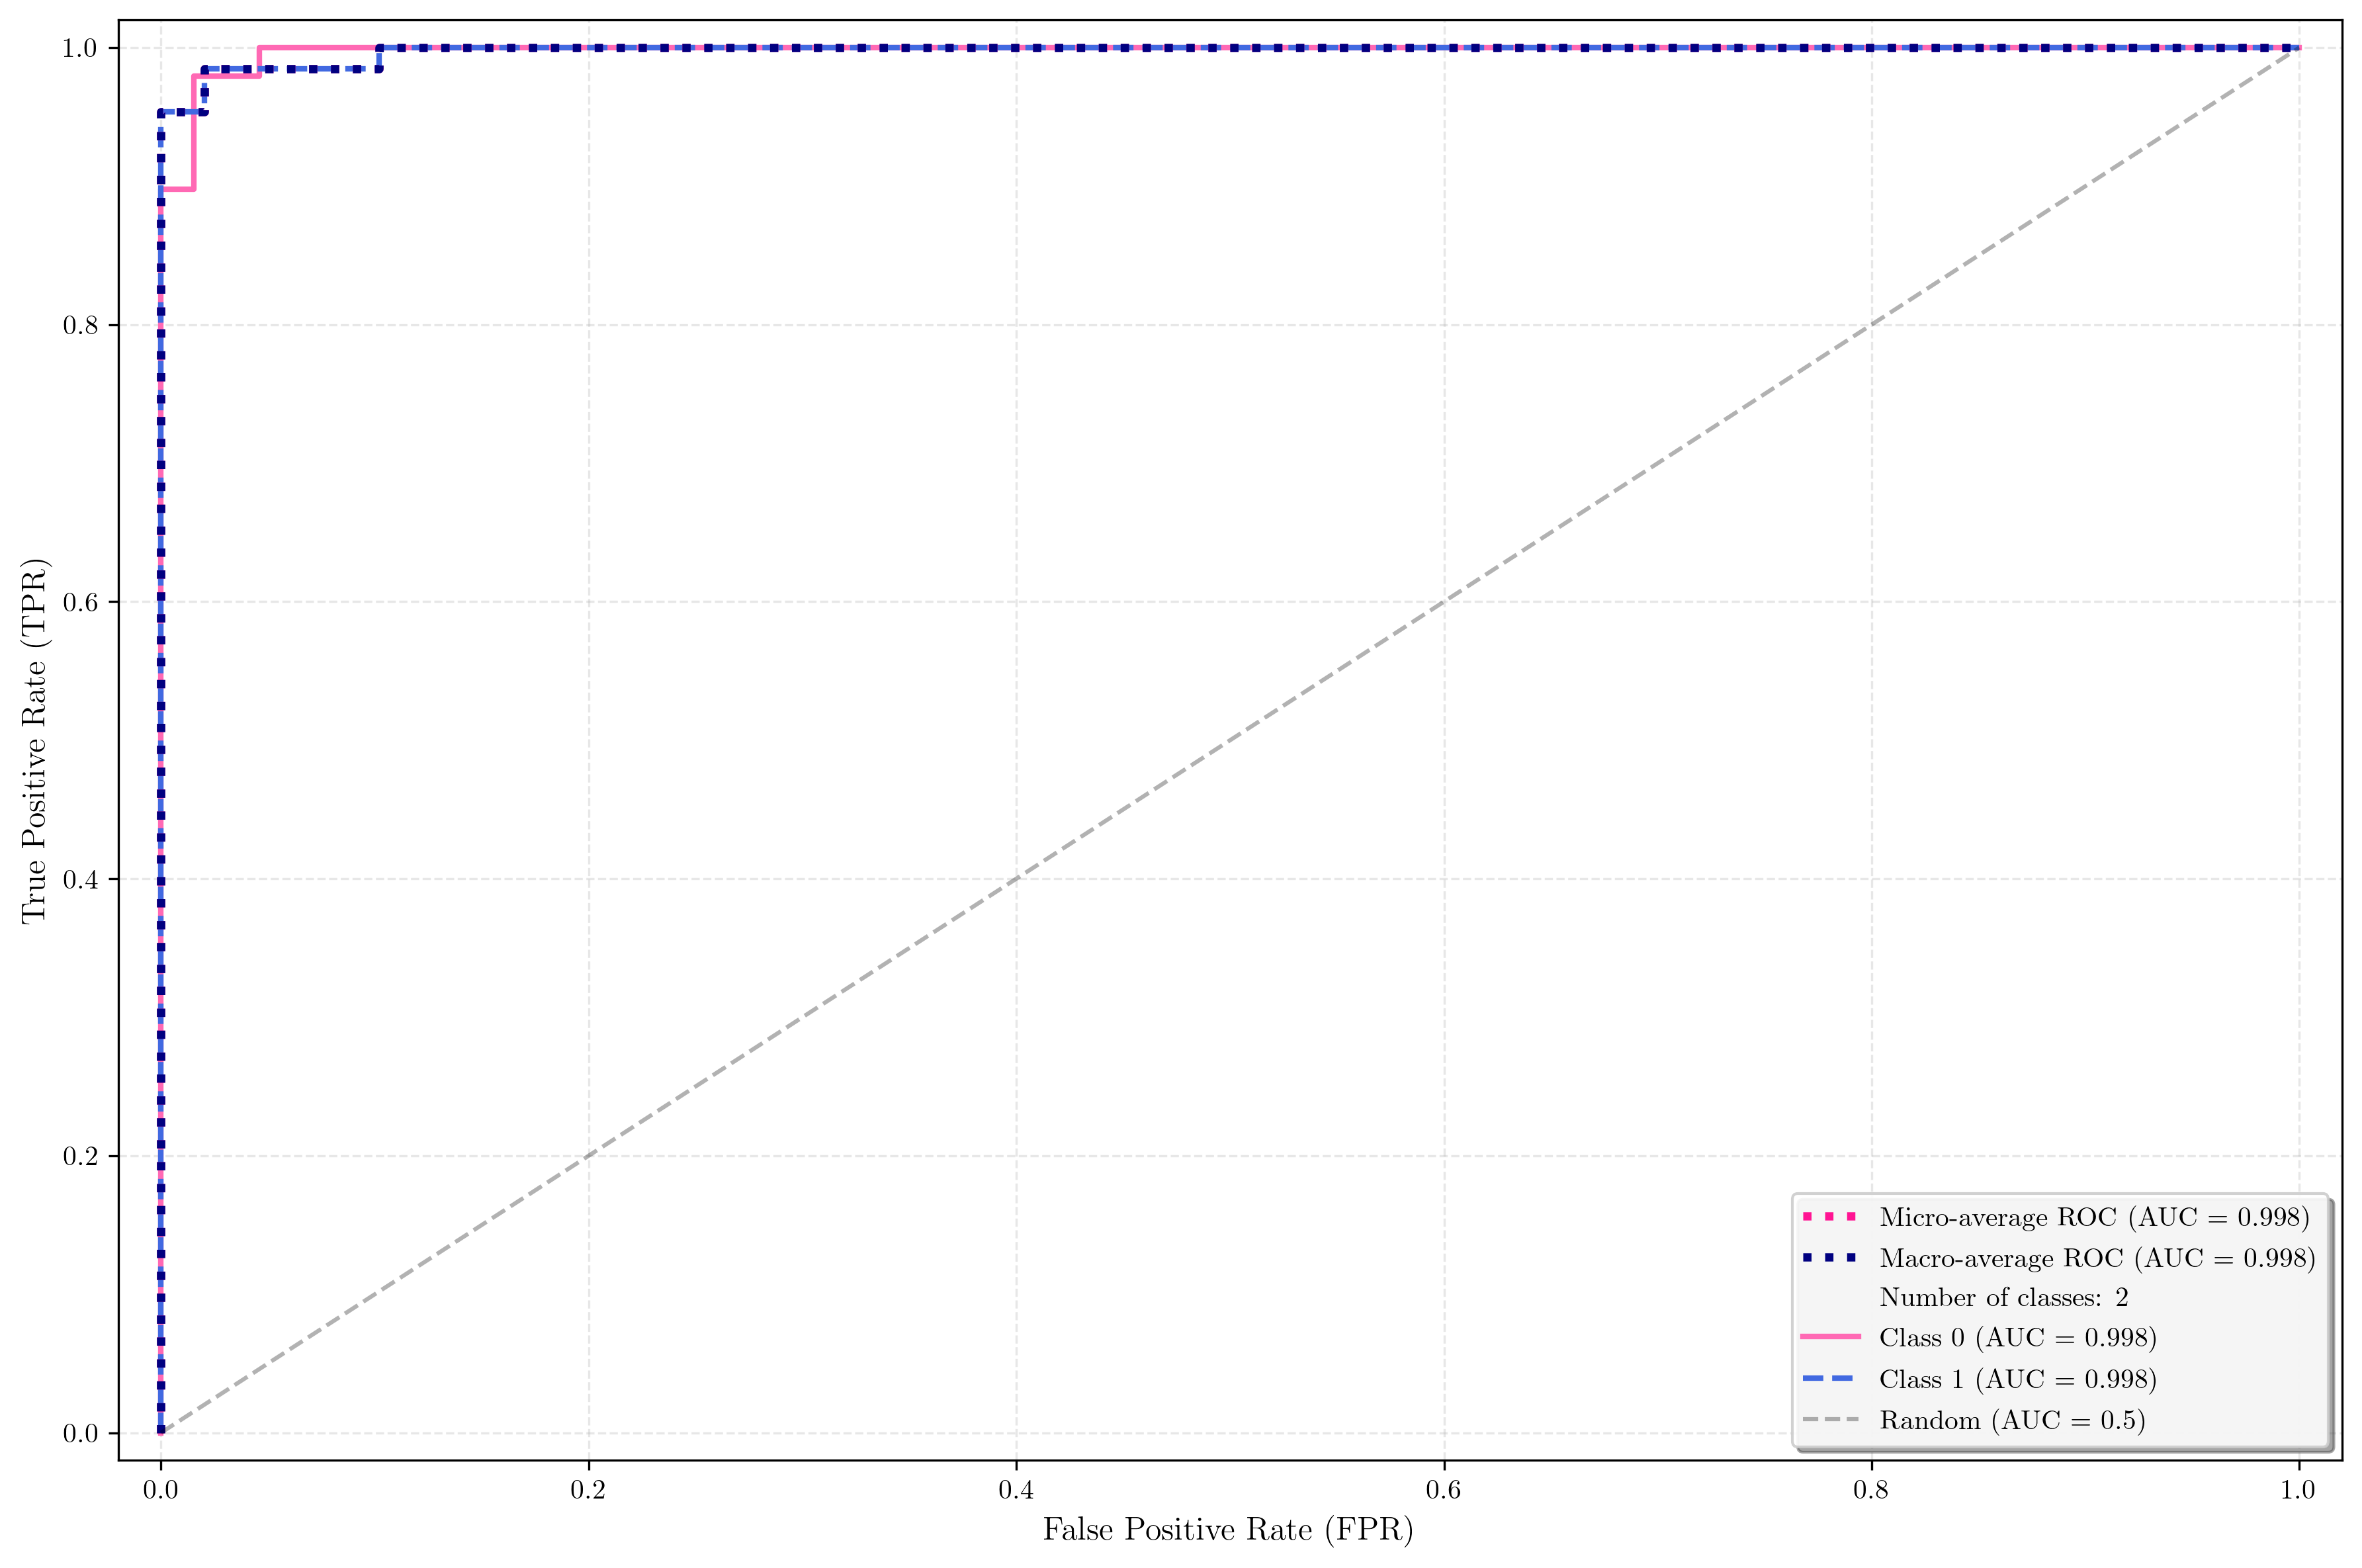 1.0
0.8
0.6
0.4
0.2
0.0
True Positive Rate (TPR)
Micro-average ROC (AUC = 0.998)
Macro-average ROC (AUC = 0.998)
Number of classes: 2
Class 0 (AUC = 0.998)
Class 1 (AUC = 0.998)
Random (AUC = 0.5)
0.0 0.2 0.4 0.6 0.8 1.0
False Positive Rate (FPR)